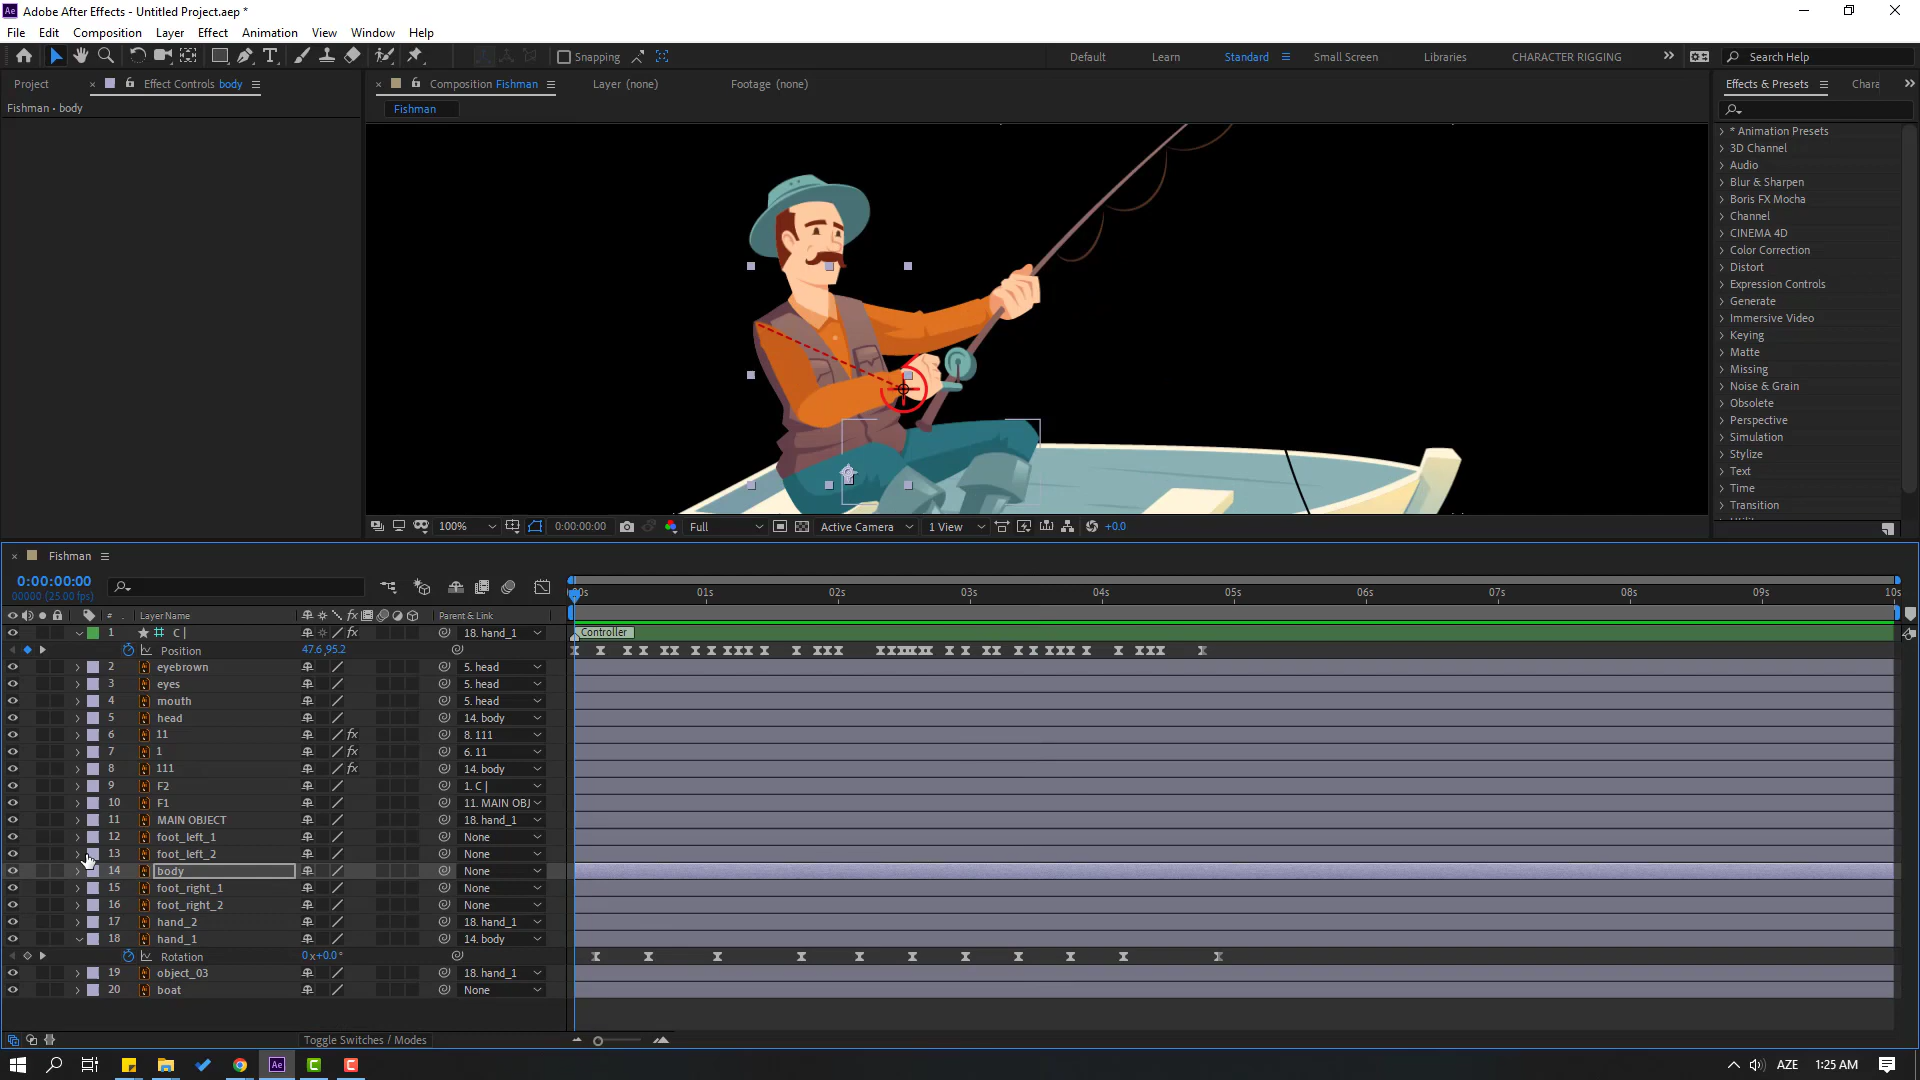 Adobe After Effects - Untitled Project.aep *
File Edit Composition Layer Effect Animation View Window Help
Snapping
Default Learn Standard Small Screen Libraries CHARACTER RIGGING Search Help
Project Effect Controls body
Composition Fishman Layer (none) Footage (none)
Effects & Presets Chara
Fishman • body
Fishman
* Animation Presets
3D Channel
Audio
Blur & Sharpen
Boris FX Mocha
Channel
CINEMA 4D
Color Correction
Distort
Expression Controls
Generate
Immersive Video
Keying
Matte
Missing
Noise & Grain
Obsolete
Perspective
Simulation
Stylize
Text
Time
Transition
100% 0:00:00:00 Full Active Camera 1 View +0.0
Fishman
0:00:00:00
00000 (25.00 fps)
00s 01s 02s 03s 04s 05s 06s 07s 08s 09s 10s
# . Layer Name fx Parent & Link
1 C | fx 18. hand_1 Controller
Position 47.6,95.2
2 eyebrown 5. head
3 eyes 5. head
4 mouth 5. head
5 head 14. body
6 11 fx 8. 111
7 1 fx 6. 11
8 111 fx 14. body
9 F2 1. C |
10 F1 11. MAIN OBJ
11 MAIN OBJECT 18. hand_1
12 foot_left_1 None
13 foot_left_2 None
14 body None
15 foot_right_1 None
16 foot_right_2 None
17 hand_2 18. hand_1
18 hand_1 14. body
Rotation 0x+0.0°
19 object_03 18. hand_1
20 boat None
Toggle Switches / Modes
AZE 1:25 AM